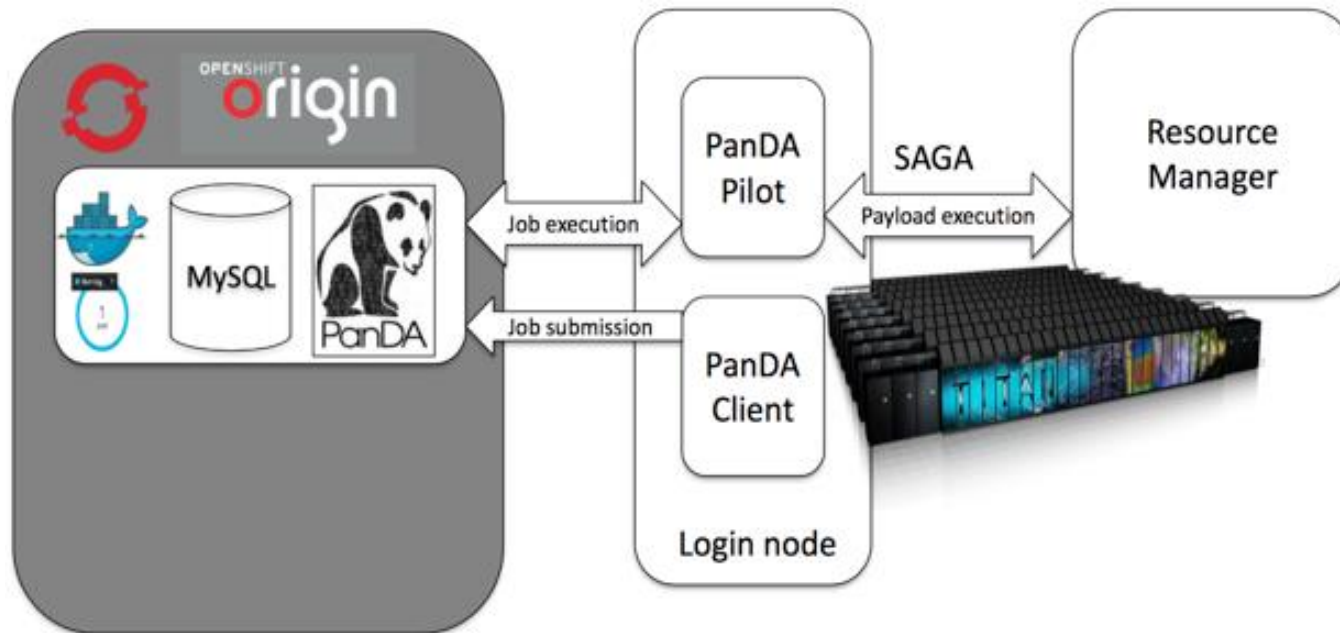 OPENSHIFT
origin
MySQL
PanDA
Job execution
Job submission
PanDA
Pilot
PanDA
Client
Login node
SAGA
Payload execution
Resource
Manager
TITAN